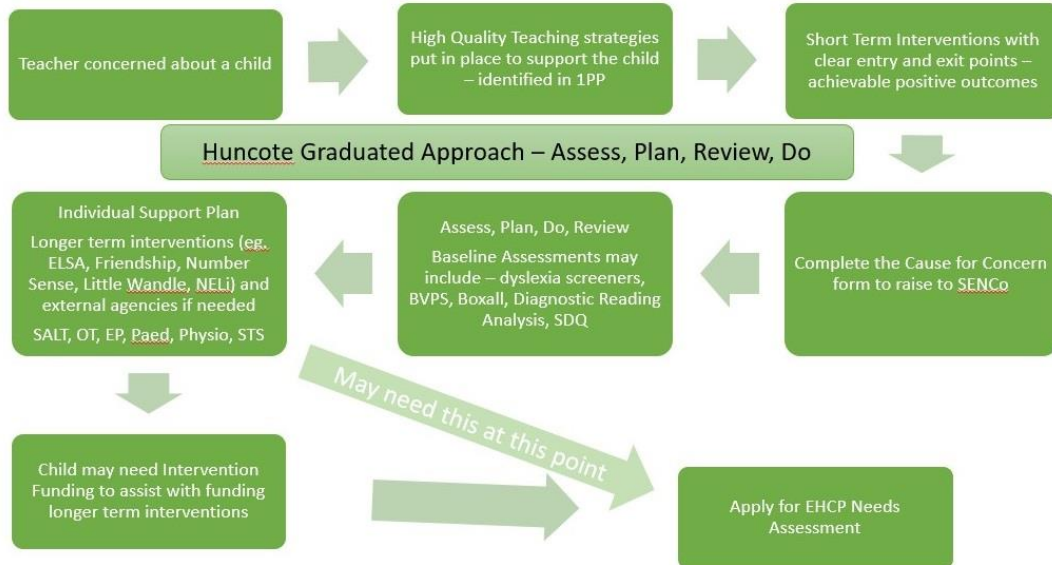 Teacher concerned about a child
High Quality Teaching strategies
put in place to support the child
– identified in 1PP
Short Term Interventions with
clear entry and exit points –
achievable positive outcomes
Huncote Graduated Approach – Assess, Plan, Review, Do
Complete the Cause for Concern
form to raise to SENCo
Assess, Plan, Do, Review
Baseline Assessments may
include – dyslexia screeners,
BVPS, Boxall, Diagnostic Reading
Analysis, SDQ
Individual Support Plan
Longer term interventions (eg.
ELSA, Friendship, Number
Sense, Little Wandle, NELi) and
external agencies if needed
SALT, OT, EP, Paed, Physio, STS
May need this at this point
Child may need Intervention
Funding to assist with funding
longer term interventions
Apply for EHCP Needs
Assessment